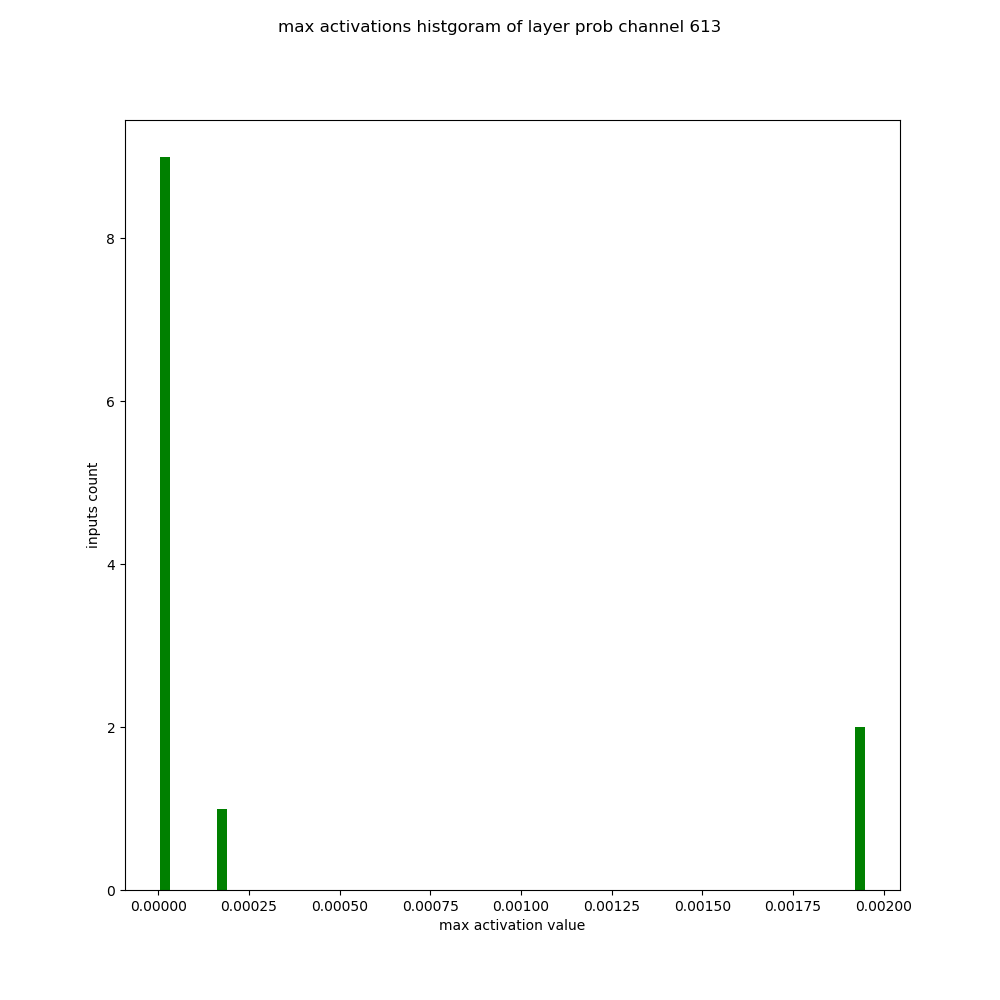 max activations histgoram of layer prob channel 613
8
6
4
2
0
inputs count
0.00000 0.00025 0.00050 0.00075 0.00100 0.00125 0.00150 0.00175 0.00200
max activation value